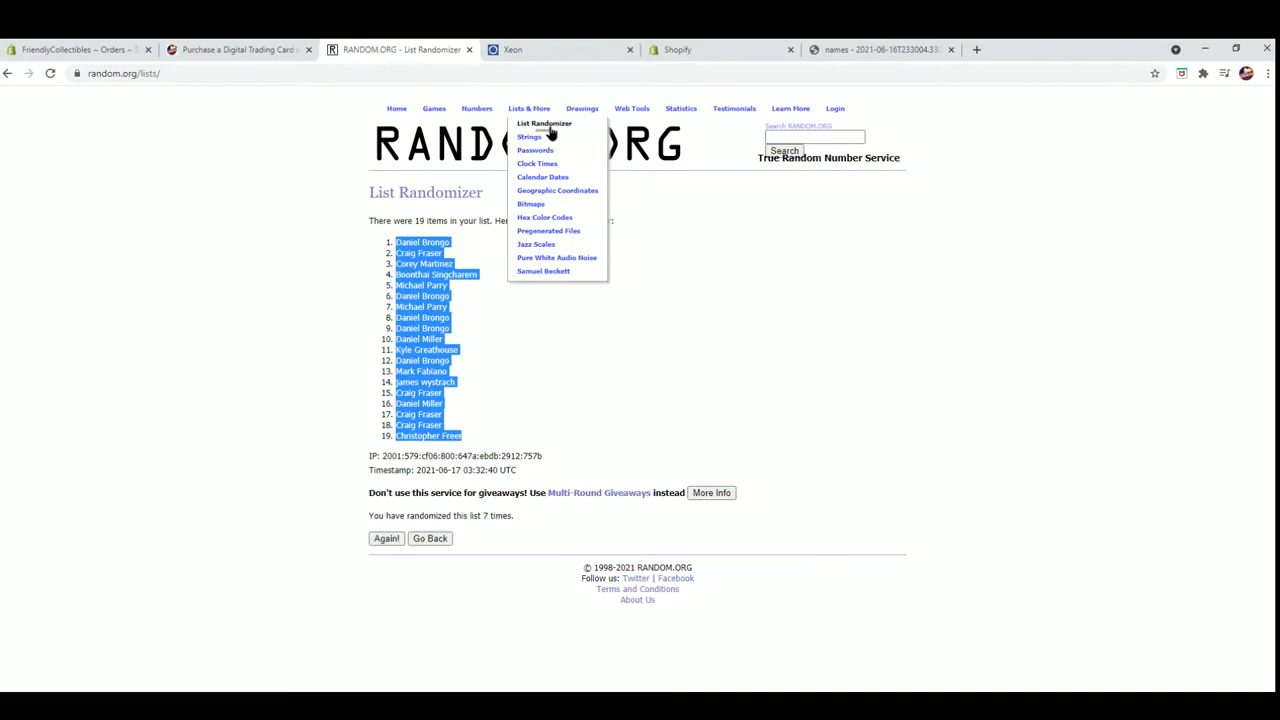 FriendlyCollectibles ~ Orders ~ S
Purchase a Digital Trading Card a
RANDOM.ORG - List Randomizer
Xeon
Shopify
names - 2021-06-16T233004.33
random.org/lists/
Home Games Numbers Lists & More Drawings Web Tools Statistics Testimonials Learn More Login
List Randomizer
Strings
Passwords
Clock Times
Calendar Dates
Geographic Coordinates
Bitmaps
Hex Color Codes
Pregenerated Files
Jazz Scales
Pure White Audio Noise
Samuel Beckett
Search RANDOM.ORG
Search
True Random Number Service
List Randomizer
There were 19 items in your list.
1. Daniel Brongo
2. Craig Fraser
3. Corey Martinez
4. Boonthai Singcharern
5. Michael Parry
6. Daniel Brongo
7. Michael Parry
8. Daniel Brongo
9. Daniel Brongo
10. Daniel Miller
11. Kyle Greathouse
12. Daniel Brongo
13. Mark Fabiano
14. james wystrach
15. Craig Fraser
16. Daniel Miller
17. Craig Fraser
18. Craig Fraser
19. Christopher Freer
IP: 2001:579:cf06:800:647a:ebdb:2912:757b
Timestamp: 2021-06-17 03:32:40 UTC
Don't use this service for giveaways! Use Multi-Round Giveaways instead More Info
You have randomized this list 7 times.
Again! Go Back
© 1998-2021 RANDOM.ORG
Follow us: Twitter | Facebook
Terms and Conditions
About Us